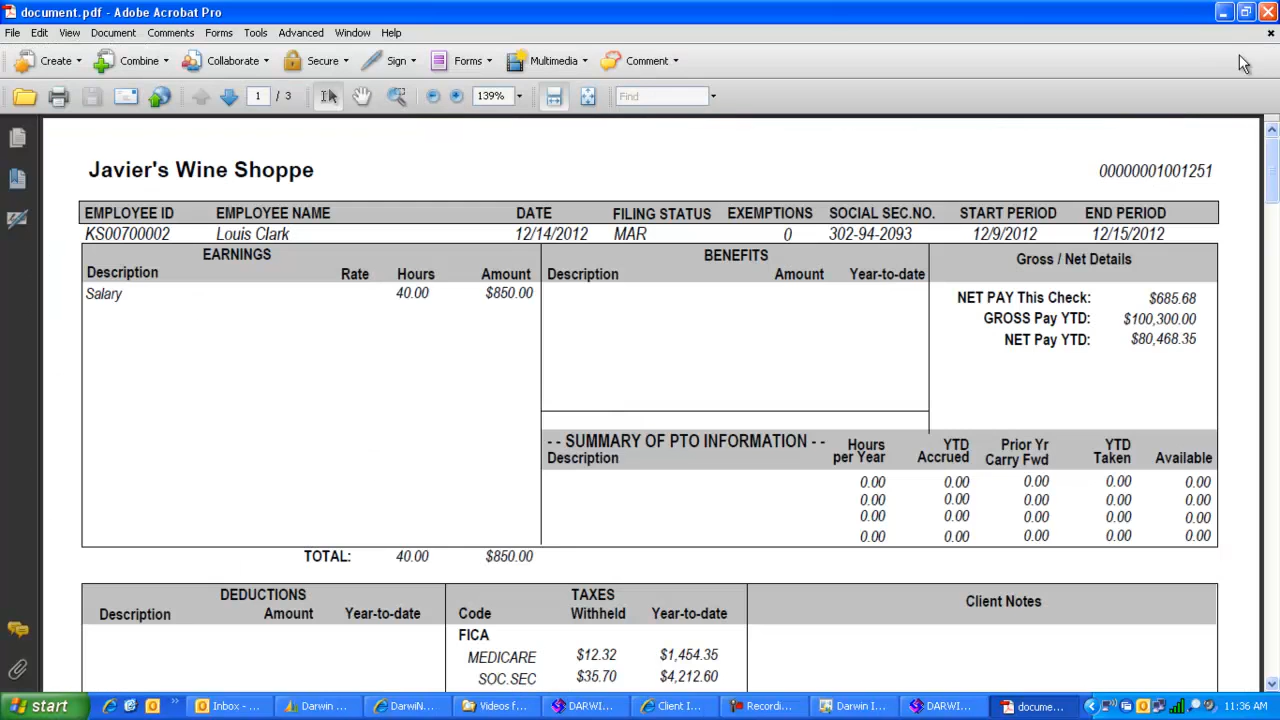 document.pdf - Adobe Acrobat Pro
File Edit View Document Comments Forms Tools Advanced Window Help
Create Combine Collaborate Secure Sign Forms Multimedia Comment
1 / 3 139% Find
Javier's Wine Shoppe 00000001001251
EMPLOYEE ID EMPLOYEE NAME DATE FILING STATUS EXEMPTIONS SOCIAL SEC.NO. START PERIOD END PERIOD
KS00700002 Louis Clark 12/14/2012 MAR 0 302-94-2093 12/9/2012 12/15/2012
EARNINGS BENEFITS Gross / Net Details
Description Rate Hours Amount Description Amount Year-to-date
Salary 40.00 $850.00 NET PAY This Check: $685.68
GROSS Pay YTD: $100,300.00
NET Pay YTD: $80,468.35
- - SUMMARY OF PTO INFORMATION - - Hours YTD Prior Yr YTD
Description per Year Accrued Carry Fwd Taken Available
0.00 0.00 0.00 0.00 0.00
0.00 0.00 0.00 0.00 0.00
0.00 0.00 0.00 0.00 0.00
0.00 0.00 0.00 0.00 0.00
TOTAL: 40.00 $850.00
DEDUCTIONS TAXES Client Notes
Description Amount Year-to-date Code Withheld Year-to-date
FICA
MEDICARE $12.32 $1,454.35
SOC.SEC $35.70 $4,212.60
start Inbox - ... Darwin ... DarwiN... Videos f... DARWI... Client I... Recordi... Darwin I... DARWI... docume... 11:36 AM